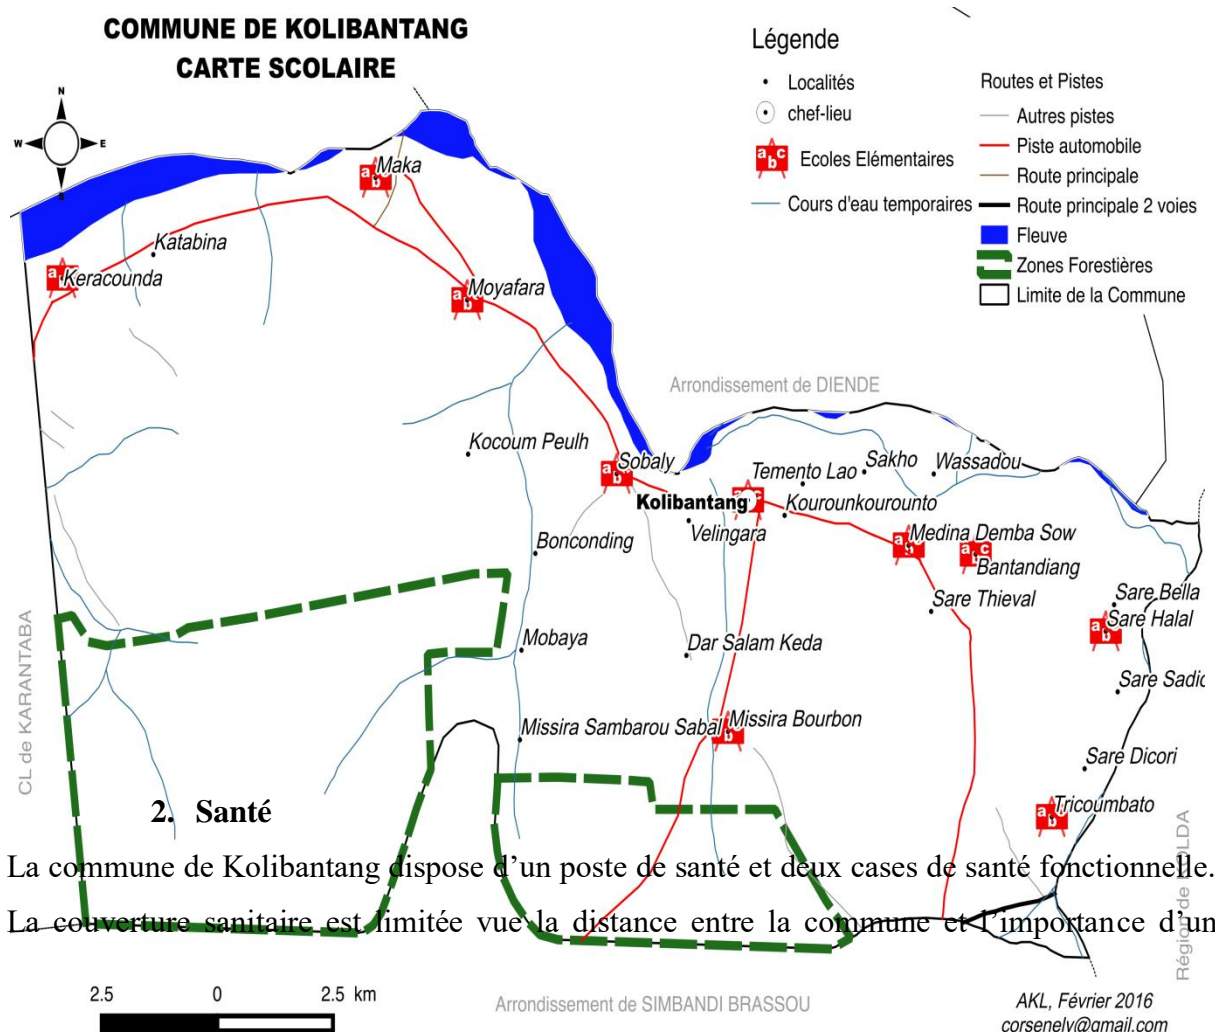 COMMUNE DE KOLIBANTANG
CARTE SCOLAIRE
Légende
Localités
chef-lieu
Ecoles Elémentaires
Cours d'eau temporaires
Routes et Pistes
Autres pistes
Piste automobile
Route principale
Route principale 2 voies
Fleuve
Zones Forestières
Limite de la Commune
N
W
E
S
Maka
Katabina
Keracounda
Moyafara
Arrondissement de DIENDE
Kocoum Peulh
Sobaly
Temento Lao
Sakho
Wassadou
Kolibantang
Kourounkourounto
Velingara
Medina Demba Sow
Bonconding
Bantandiang
Sare Thieval
Sare Bella
Sare Halal
CL de KARANTABA
Mobaya
Dar Salam Keda
Sare Sadio
Missira Sambarou Sabal
Missira Bourbon
Sare Dicori
Tricoumbato
Région de KOLDA
2. Santé
La commune de Kolibantang dispose d’un poste de santé et deux cases de santé fonctionnelle.
La couverture sanitaire est limitée vue la distance entre la commune et l’importance d’un
2.5 0 2.5 km
Arrondissement de SIMBANDI BRASSOU
AKL, Février 2016
corsenely@gmail.com